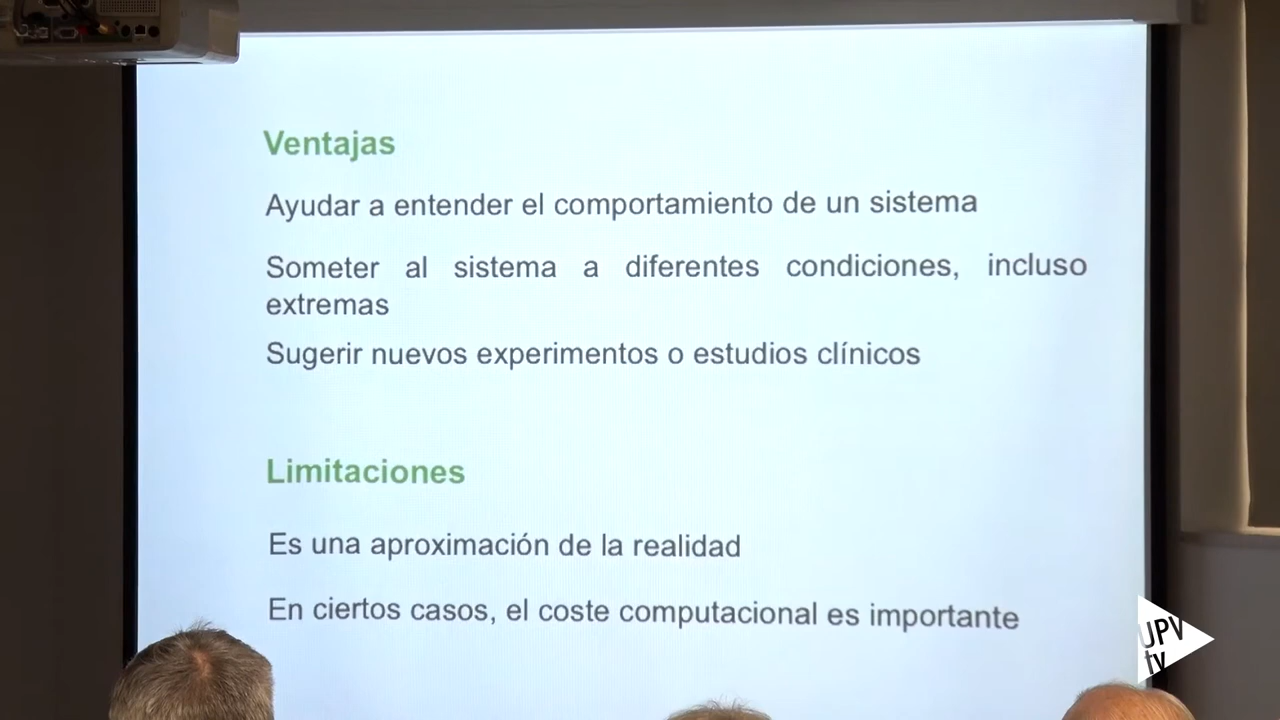 Ventajas
Ayudar a entender el comportamiento de un sistema
Someter al sistema a diferentes condiciones, incluso
extremas
Sugerir nuevos experimentos o estudios clínicos
Limitaciones
Es una aproximación de la realidad
En ciertos casos, el coste computacional es importante
UPV
tv